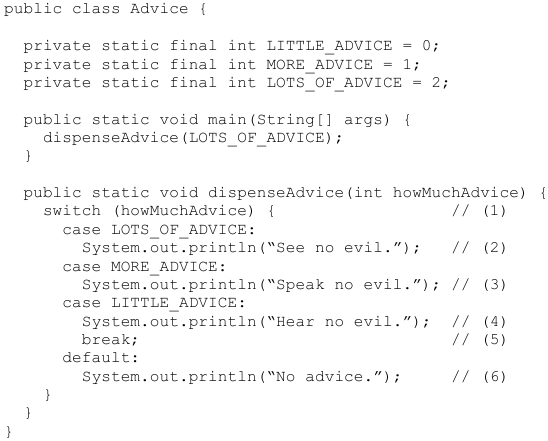 public class Advice {
  private static final int LITTLE_ADVICE = 0;
  private static final int MORE_ADVICE = 1;
  private static final int LOTS_OF_ADVICE = 2;
  public static void main(String[] args) {
    dispenseAdvice(LOTS_OF_ADVICE);
  }
  public static void dispenseAdvice(int howMuchAdvice) {
    switch (howMuchAdvice) {                  // (1)
      case LOTS_OF_ADVICE:
        System.out.println(“See no evil.”);   // (2)
      case MORE_ADVICE:
        System.out.println(“Speak no evil.”); // (3)
      case LITTLE_ADVICE:
        System.out.println(“Hear no evil.”);  // (4)
        break;                                // (5)
      default:
        System.out.println(“No advice.”);     // (6)
    }
  }
}